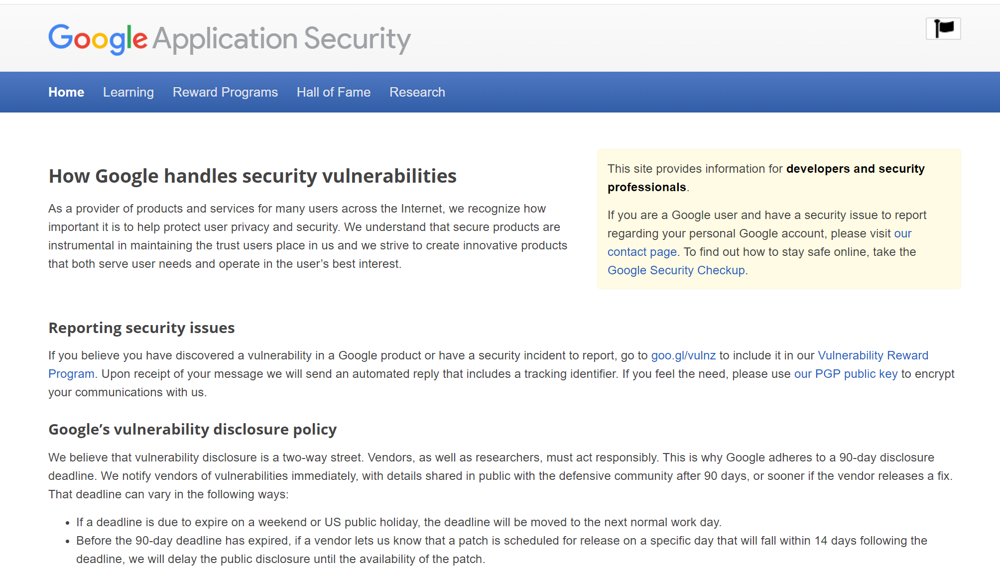 Google Application Security
Home Learning Reward Programs Hall of Fame Research
How Google handles security vulnerabilities
As a provider of products and services for many users across the Internet, we recognize how
important it is to help protect user privacy and security. We understand that secure products are
instrumental in maintaining the trust users place in us and we strive to create innovative products
that both serve user needs and operate in the user’s best interest.
This site provides information for developers and security
professionals.
If you are a Google user and have a security issue to report
regarding your personal Google account, please visit our
contact page. To find out how to stay safe online, take the
Google Security Checkup.
Reporting security issues
If you believe you have discovered a vulnerability in a Google product or have a security incident to report, go to goo.gl/vulnz to include it in our Vulnerability Reward
Program. Upon receipt of your message we will send an automated reply that includes a tracking identifier. If you feel the need, please use our PGP public key to encrypt
your communications with us.
Google’s vulnerability disclosure policy
We believe that vulnerability disclosure is a two-way street. Vendors, as well as researchers, must act responsibly. This is why Google adheres to a 90-day disclosure
deadline. We notify vendors of vulnerabilities immediately, with details shared in public with the defensive community after 90 days, or sooner if the vendor releases a fix.
That deadline can vary in the following ways:
• If a deadline is due to expire on a weekend or US public holiday, the deadline will be moved to the next normal work day.
• Before the 90-day deadline has expired, if a vendor lets us know that a patch is scheduled for release on a specific day that will fall within 14 days following the
deadline, we will delay the public disclosure until the availability of the patch.